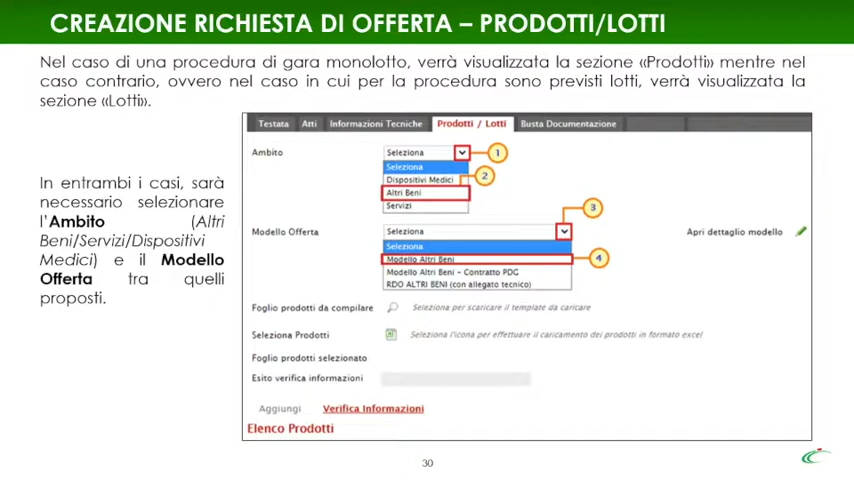 CREAZIONE RICHIESTA DI OFFERTA – PRODOTTI/LOTTI
Nel caso di una procedura di gara monolotto, verrà visualizzata la sezione «Prodotti» mentre nel
caso contrario, ovvero nel caso in cui per la procedura sono previsti lotti, verrà visualizzata la
sezione «Lotti».
In entrambi i casi, sarà
necessario selezionare
l'Ambito (Altri
Beni/Servizi/Dispositivi
Medici) e il Modello
Offerta tra quelli
proposti.
Testata Atti Informazioni Tecniche Prodotti / Lotti Busta Documentazione
Ambito Seleziona 1
Seleziona
Dispositivi Medici 2
Altri Beni
Servizi
3
Modello Offerta Seleziona Apri dettaglio modello
Seleziona
Modello Altri Beni 4
Modello Altri Beni - Contratto PDG
RDO ALTRI BENI (con allegato tecnico)
Foglio prodotti da compilare Seleziona per scaricare il template da caricare
Seleziona Prodotti Seleziona l'icona per effettuare il caricamento dei prodotti in formato excel
Foglio prodotti selezionato
Esito verifica informazioni
Aggiungi Verifica Informazioni
Elenco Prodotti
30